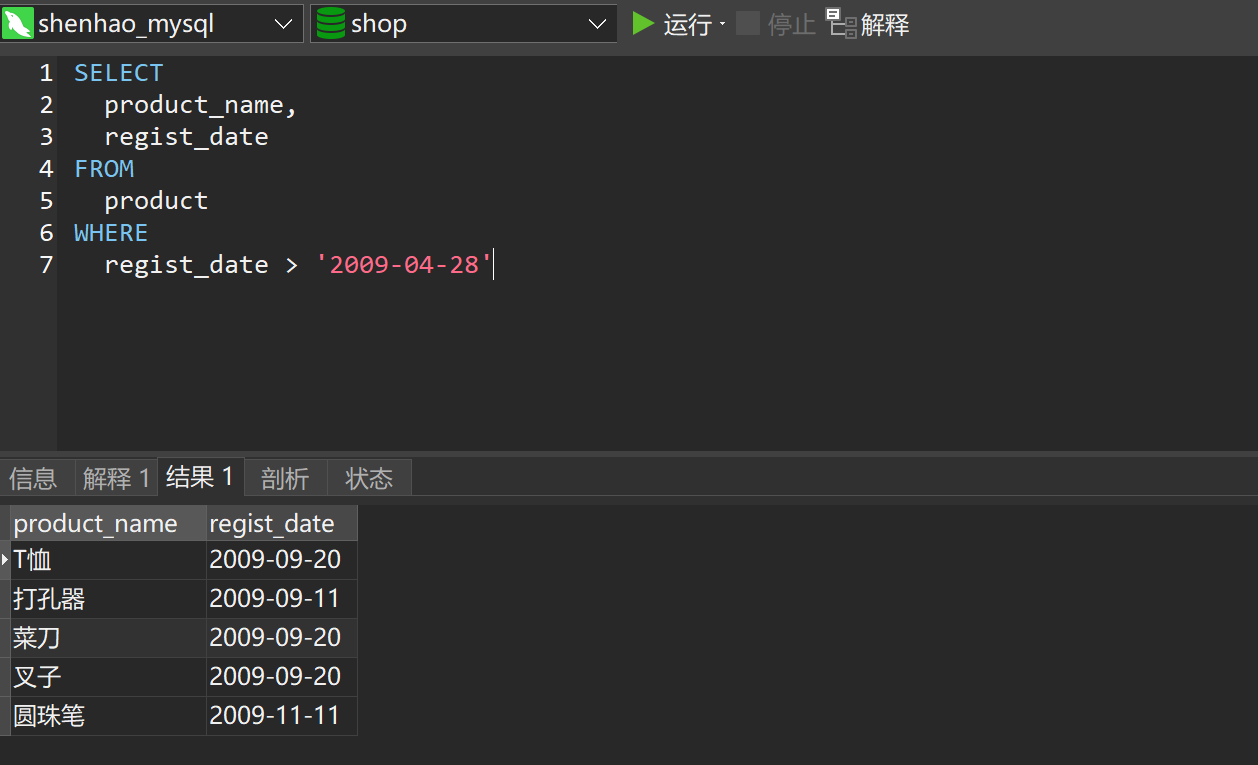 shenhao_mysql shop 运行 停止 解释
1 SELECT
2 product_name,
3 regist_date
4 FROM
5 product
6 WHERE
7 regist_date > '2009-04-28'
信息 解释 1 结果 1 剖析 状态
product_name regist_date
T恤 2009-09-20
打孔器 2009-09-11
菜刀 2009-09-20
叉子 2009-09-20
圆珠笔 2009-11-11